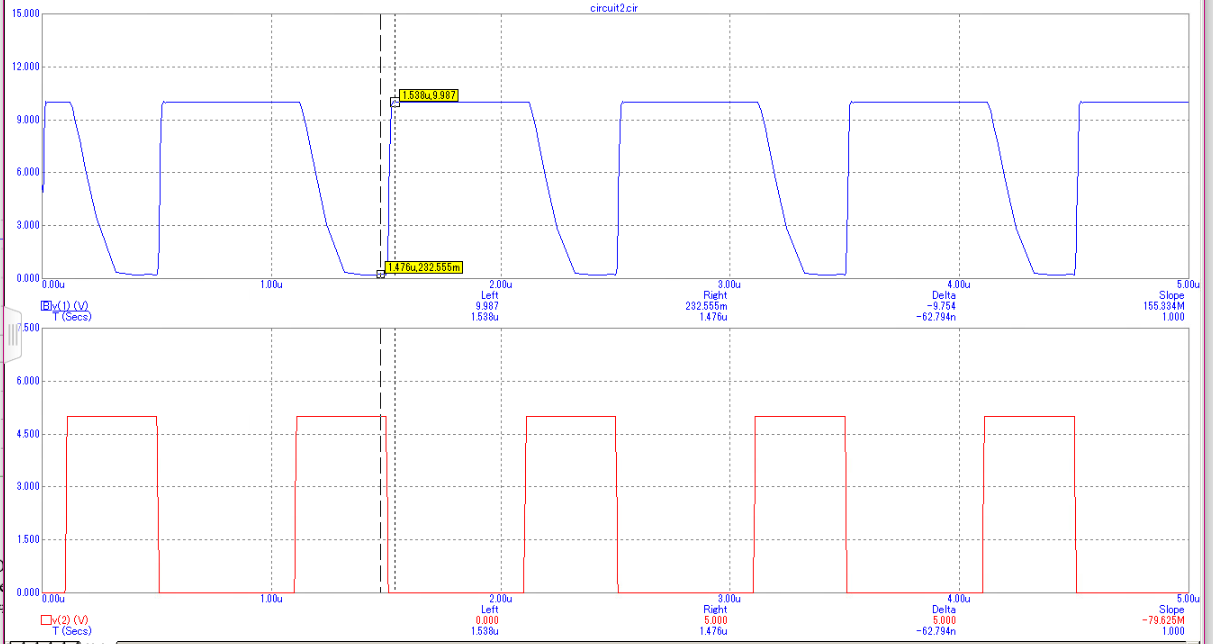 circuit2.cir
15.000
12.000
9.000
6.000
3.000
0.000
1.538u,9.987
1.476u,232.555m
0.00u 1.00u 2.00u 3.00u 4.00u 5.00u
Left Right Delta Slope
B v(1) (V) 9.987 232.555m -9.754 155.334M
T (Secs) 1.538u 1.476u -62.794n 1.000
7.500
6.000
4.500
3.000
1.500
0.000
0.00u 1.00u 2.00u 3.00u 4.00u 5.00u
Left Right Delta Slope
v(2) (V) 0.000 5.000 5.000 -79.625M
T (Secs) 1.538u 1.476u -62.794n 1.000